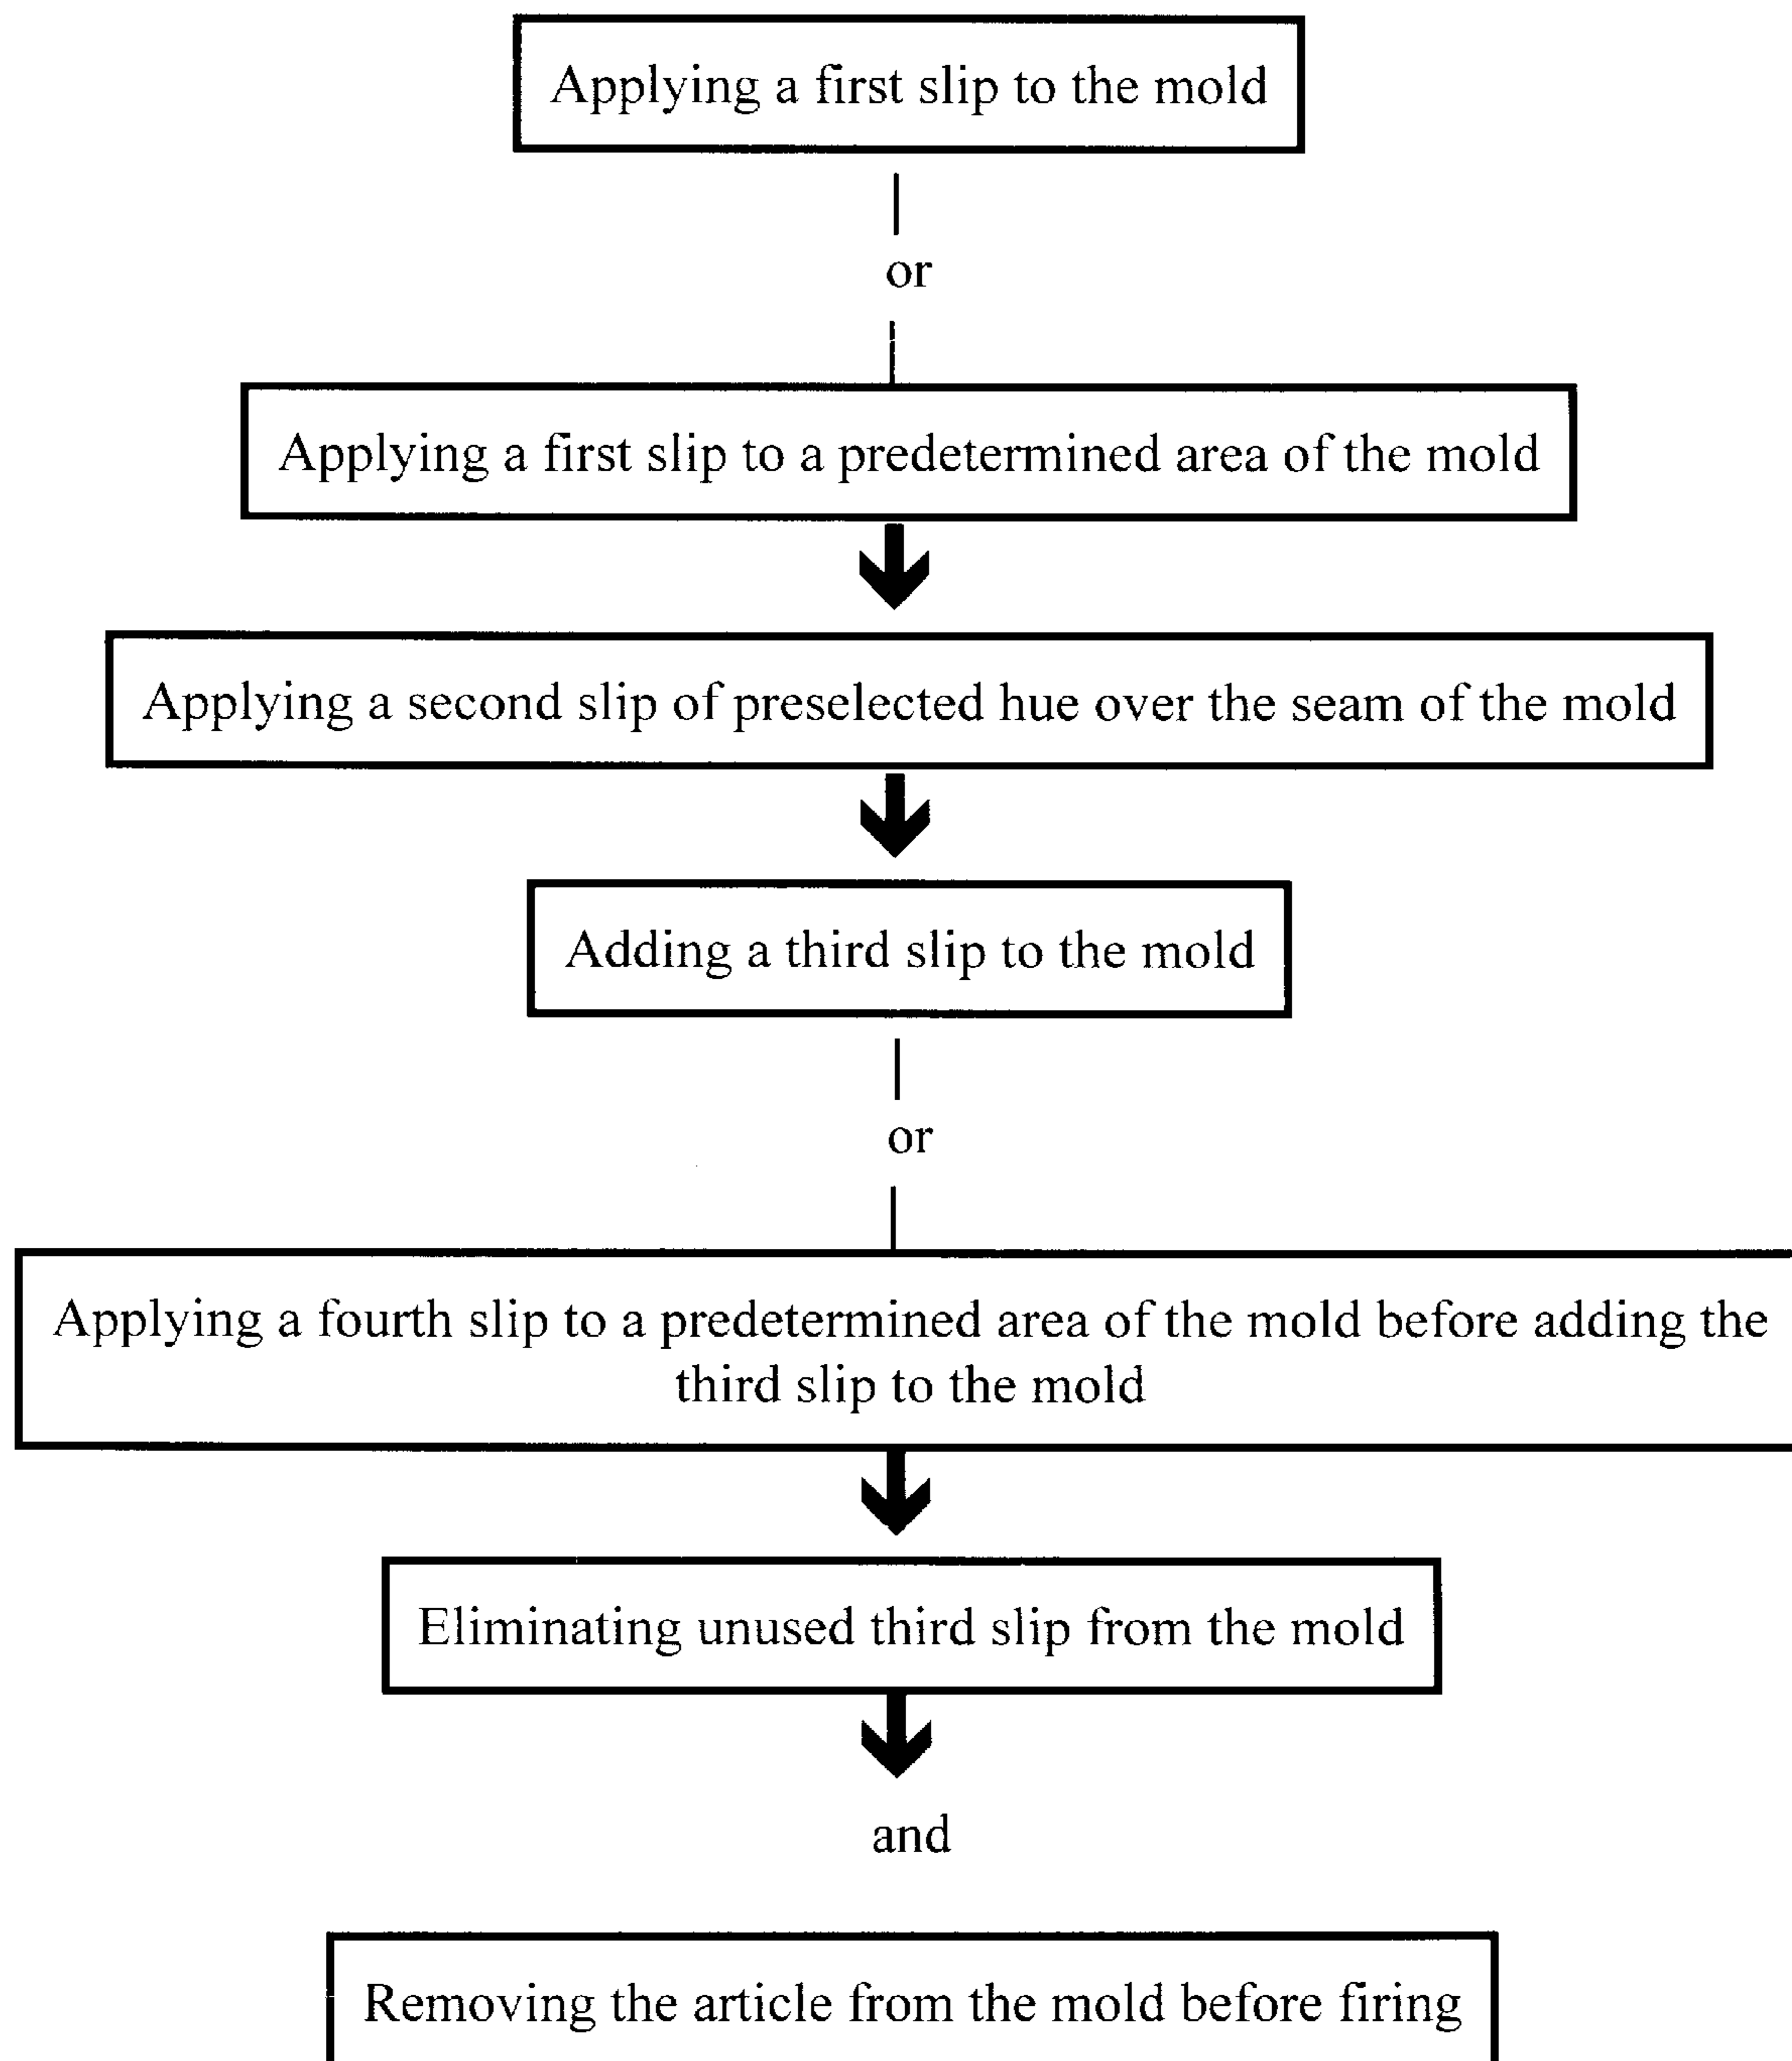 Applying a first slip to the mold
or
Applying a first slip to a predetermined area of the mold
Applying a second slip of preselected hue over the seam of the mold
Adding a third slip to the mold
or
Applying a fourth slip to a predetermined area of the mold before adding the
third slip to the mold
Eliminating unused third slip from the mold
and
Removing the article from the mold before firing